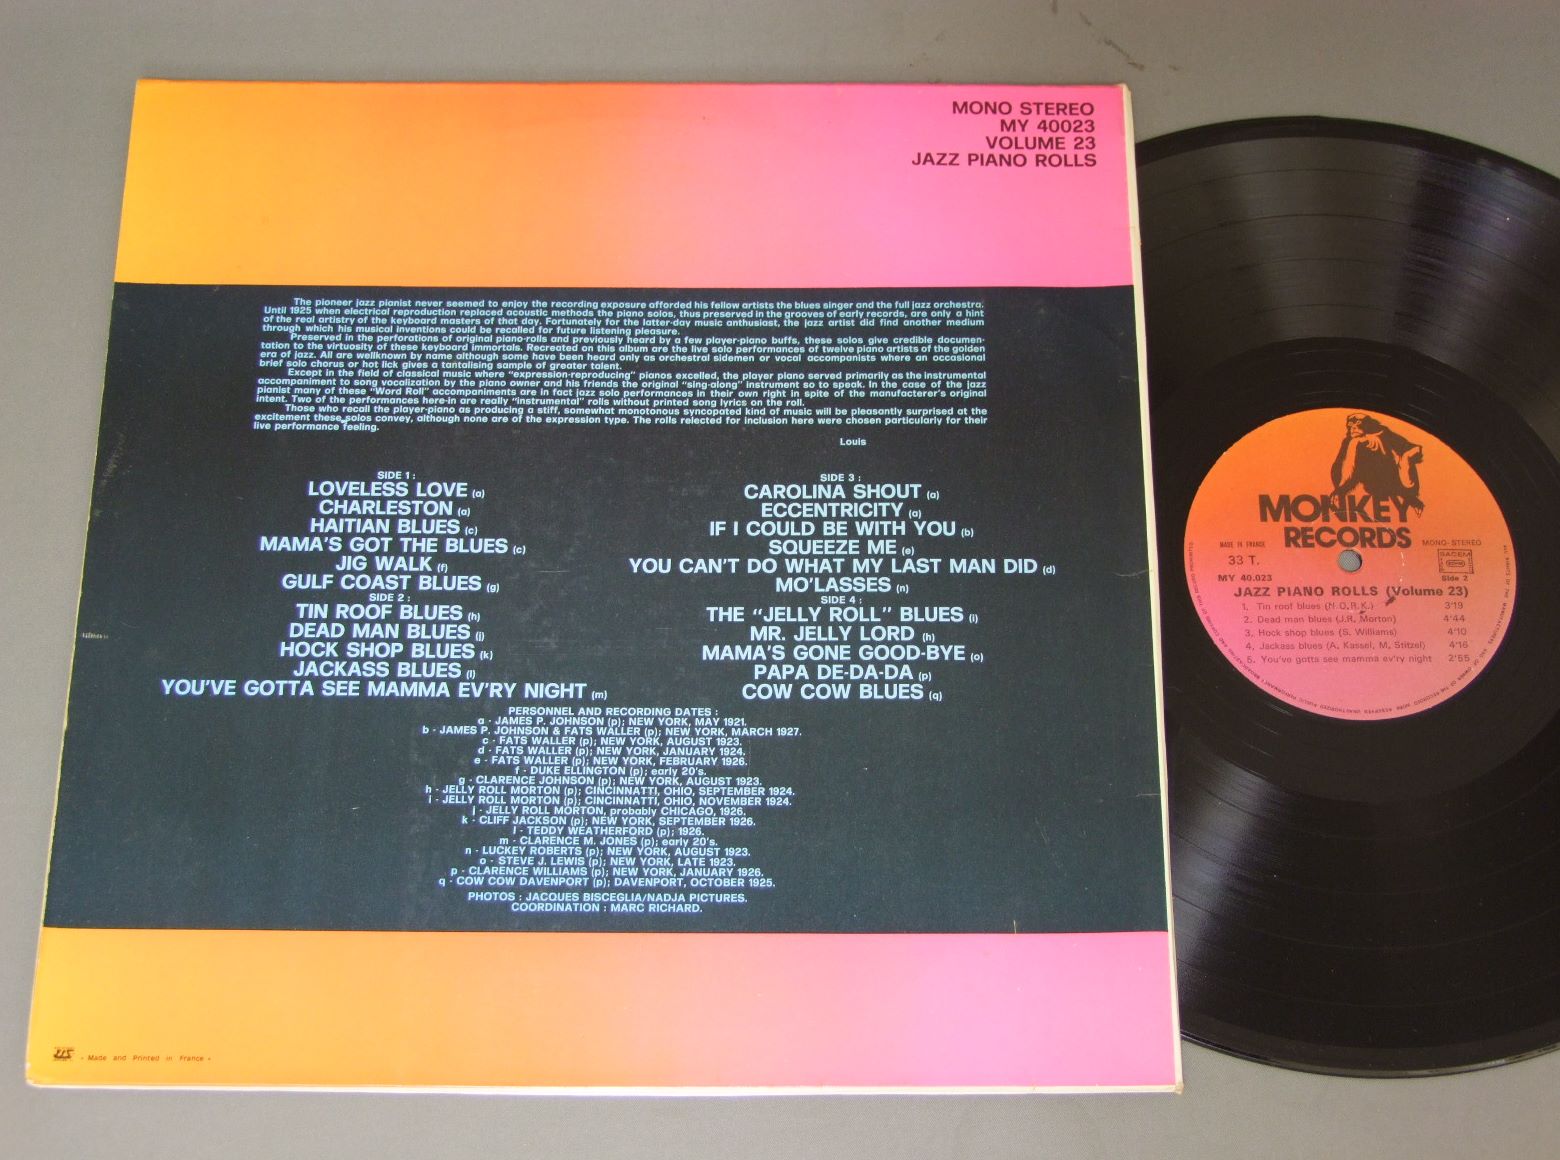 MONO STEREO
MY 40023
VOLUME 23
JAZZ PIANO ROLLS
The pioneer jazz pianist never seemed to enjoy the recording exposure afforded his fellow artists the blues singer and the full jazz orchestra.
Until 1925 when electrical reproduction replaced acoustic methods the piano solos, thus preserved in the grooves of early records, are only a hint
of the real artistry of the keyboard masters of that day. Fortunately for the latter-day music anthusiast, the jazz artist did find another medium
through which his musical inventions could be recalled for future listening pleasure.
Preserved in the perforations of original piano-rolls and previously heard by a few player-piano buffs, these solos give credible documen-
tation to the virtuosity of these keyboard immortals. Recreated on this album are the live solo performances of twelve piano artists of the golden
era of jazz. All are wellknown by name although some have been heard only as orchestral sidemen or vocal accompanists where an occasional
brief solo chorus or hot lick gives a tantalising sample of greater talent.
Except in the field of classical music where "expression-reproducing" pianos excelled, the player piano served primarily as the instrumental
accompaniment to song vocalization by the piano owner and his friends the original "sing-along" instrument so to speak. In the case of the jazz
pianist many of these "Word Roll" accompaniments are in fact jazz solo performances in their own right in spite of the manufacturer's original
intent. Two of the performances here-in are really "instrumental" rolls without printed song lyrics on the roll.
Those who recall the player-piano as producing a stiff, somewhat monotonous syncopated kind of music will be pleasantly surprised at the
excitement these solos convey, although none are of the expression type. The rolls relected for inclusion here were chosen particularly for their
live performance feeling.
Louis
SIDE 1 :
LOVELESS LOVE (a)
CHARLESTON (a)
HAITIAN BLUES (c)
MAMA'S GOT THE BLUES (c)
JIG WALK (f)
GULF COAST BLUES (g)
SIDE 2 :
TIN ROOF BLUES (h)
DEAD MAN BLUES (j)
HOCK SHOP BLUES (k)
JACKASS BLUES (l)
YOU'VE GOTTA SEE MAMMA EV'RY NIGHT (m)
SIDE 3 :
CAROLINA SHOUT (a)
ECCENTRICITY (a)
IF I COULD BE WITH YOU (b)
SQUEEZE ME (e)
YOU CAN'T DO WHAT MY LAST MAN DID (d)
MO'LASSES (n)
SIDE 4 :
THE "JELLY ROLL" BLUES (i)
MR. JELLY LORD (h)
MAMA'S GONE GOOD-BYE (o)
PAPA DE-DA-DA (p)
COW COW BLUES (q)
PERSONNEL AND RECORDING DATES :
a - JAMES P. JOHNSON (p); NEW YORK, MAY 1921.
b - JAMES P. JOHNSON & FATS WALLER (p); NEW YORK, MARCH 1927.
c - FATS WALLER (p); NEW YORK, AUGUST 1923.
d - FATS WALLER (p); NEW YORK, JANUARY 1924.
e - FATS WALLER (p); NEW YORK, FEBRUARY 1926.
f - DUKE ELLINGTON (p); early 20's.
g - CLARENCE JOHNSON (p); NEW YORK, AUGUST 1923.
h - JELLY ROLL MORTON (p); CINCINNATTI, OHIO, SEPTEMBER 1924.
i - JELLY ROLL MORTON (p); CINCINNATTI, OHIO, NOVEMBER 1924.
j - JELLY ROLL MORTON, probably CHICAGO, 1926.
k - CLIFF JACKSON (p); NEW YORK, SEPTEMBER 1926.
l - TEDDY WEATHERFORD (p); 1926.
m - CLARENCE M. JONES (p); early 20's.
n - LUCKEY ROBERTS (p); NEW YORK, AUGUST 1923.
o - STEVE J. LEWIS (p); NEW YORK, LATE 1923.
p - CLARENCE WILLIAMS (p); NEW YORK, JANUARY 1926.
q - COW COW DAVENPORT (p); DAVENPORT, OCTOBER 1925.
PHOTOS : JACQUES BISCEGLIA/NADJA PICTURES.
COORDINATION : MARC RICHARD.
- Made and Printed in France -
MONKEY
RECORDS
MADE IN FRANCE
MONO-STEREO
33 T.
SACEM
MY 40.023
Side 2
JAZZ PIANO ROLLS (Volume 23)
1. Tin roof blues (N.O.R.K.) 3'19
2. Dead man blues (J.R. Morton) 4'44
3. Hock shop blues (S. Williams) 4'10
4. Jackass blues (A. Kassel, M. Stitzel) 4'16
5. You've gotta see mamma ev'ry night 2'55